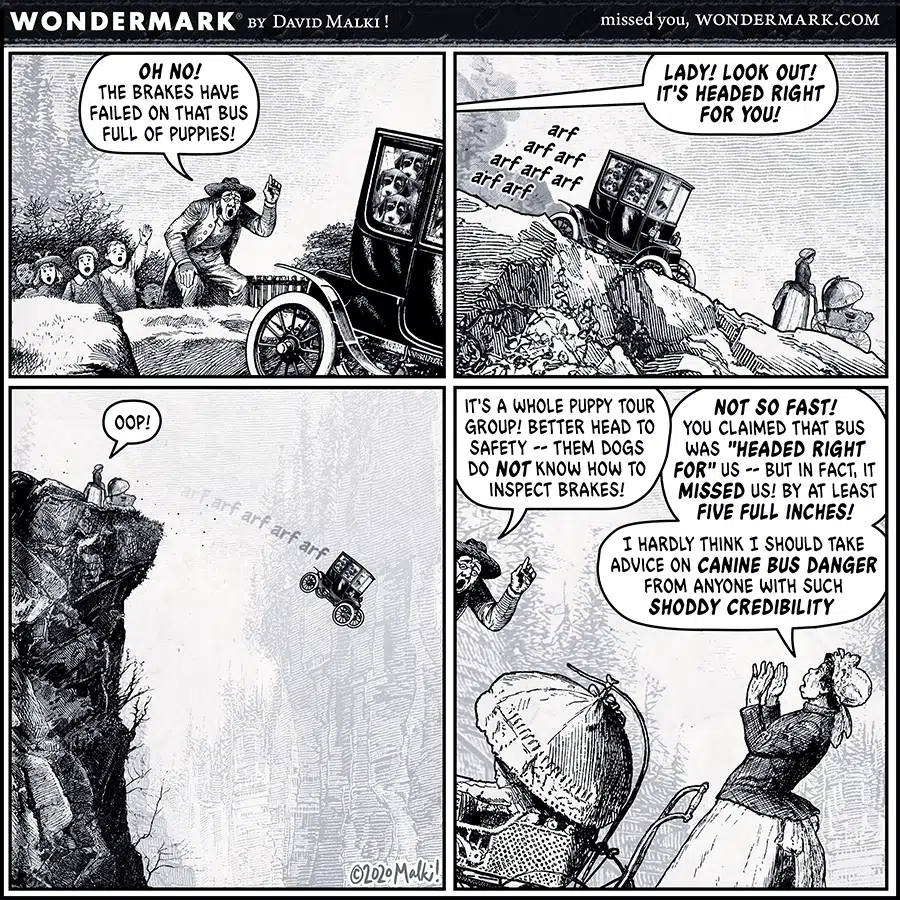 WONDERMARK® BY DAVID MALKI !
missed you, WONDERMARK.COM
OH NO!
THE BRAKES HAVE
FAILED ON THAT BUS
FULL OF PUPPIES!
LADY! LOOK OUT!
IT'S HEADED RIGHT
FOR YOU!
arf
arf arf
arf arf arf
arf arf
OOP!
arf arf arf arf arf
IT'S A WHOLE PUPPY TOUR
GROUP! BETTER HEAD TO
SAFETY -- THEM DOGS
DO NOT KNOW HOW TO
INSPECT BRAKES!
NOT SO FAST!
YOU CLAIMED THAT BUS
WAS "HEADED RIGHT
FOR" US -- BUT IN FACT, IT
MISSED US! BY AT LEAST
FIVE FULL INCHES!
I HARDLY THINK I SHOULD TAKE
ADVICE ON CANINE BUS DANGER
FROM ANYONE WITH SUCH
SHODDY CREDIBILITY
©2020 Malki!